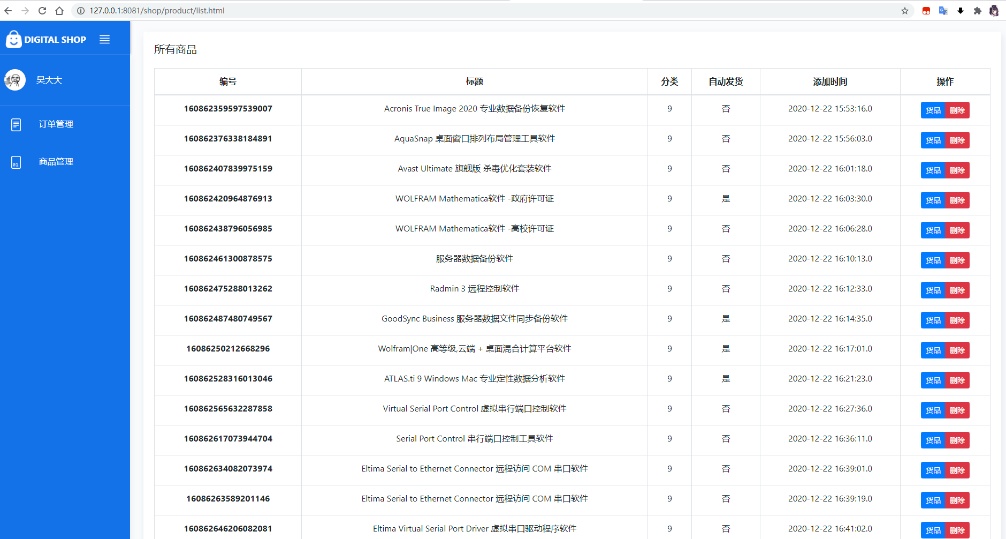 127.0.0.1:8081/shop/product/list.html
DIGITAL SHOP
吴大大
订单管理
商品管理
所有商品
编号 标题 分类 自动发货 添加时间 操作
160862359597539007 Acronis True Image 2020 专业数据备份恢复软件 9 否 2020-12-22 15:53:16.0 货品 删除
160862376338184891 AquaSnap 桌面窗口排列布局管理工具软件 9 否 2020-12-22 15:56:03.0 货品 删除
160862407839975159 Avast Ultimate 旗舰版 杀毒优化套装软件 9 否 2020-12-22 16:01:18.0 货品 删除
160862420964876913 WOLFRAM Mathematica软件 -政府许可证 9 是 2020-12-22 16:03:30.0 货品 删除
160862438796056985 WOLFRAM Mathematica软件 -高校许可证 9 否 2020-12-22 16:06:28.0 货品 删除
160862461300878575 服务器数据备份软件 9 否 2020-12-22 16:10:13.0 货品 删除
160862475288013262 Radmin 3 远程控制软件 9 否 2020-12-22 16:12:33.0 货品 删除
160862487480749567 GoodSync Business 服务器数据文件同步备份软件 9 是 2020-12-22 16:14:35.0 货品 删除
16086250212668296 Wolfram|One 高等级,云端 + 桌面混合计算平台软件 9 是 2020-12-22 16:17:01.0 货品 删除
160862528316013046 ATLAS.ti 9 Windows Mac 专业定性数据分析软件 9 是 2020-12-22 16:21:23.0 货品 删除
160862565632287858 Virtual Serial Port Control 虚拟串行端口控制软件 9 否 2020-12-22 16:27:36.0 货品 删除
160862617073944704 Serial Port Control 串行端口控制工具软件 9 否 2020-12-22 16:36:11.0 货品 删除
160862634082073974 Eltima Serial to Ethernet Connector 远程访问 COM 串口软件 9 否 2020-12-22 16:39:01.0 货品 删除
16086263589201146 Eltima Serial to Ethernet Connector 远程访问 COM 串口软件 9 否 2020-12-22 16:39:19.0 货品 删除
160862646206082081 Eltima Virtual Serial Port Driver 虚拟串口驱动程序软件 9 否 2020-12-22 16:41:02.0 货品 删除